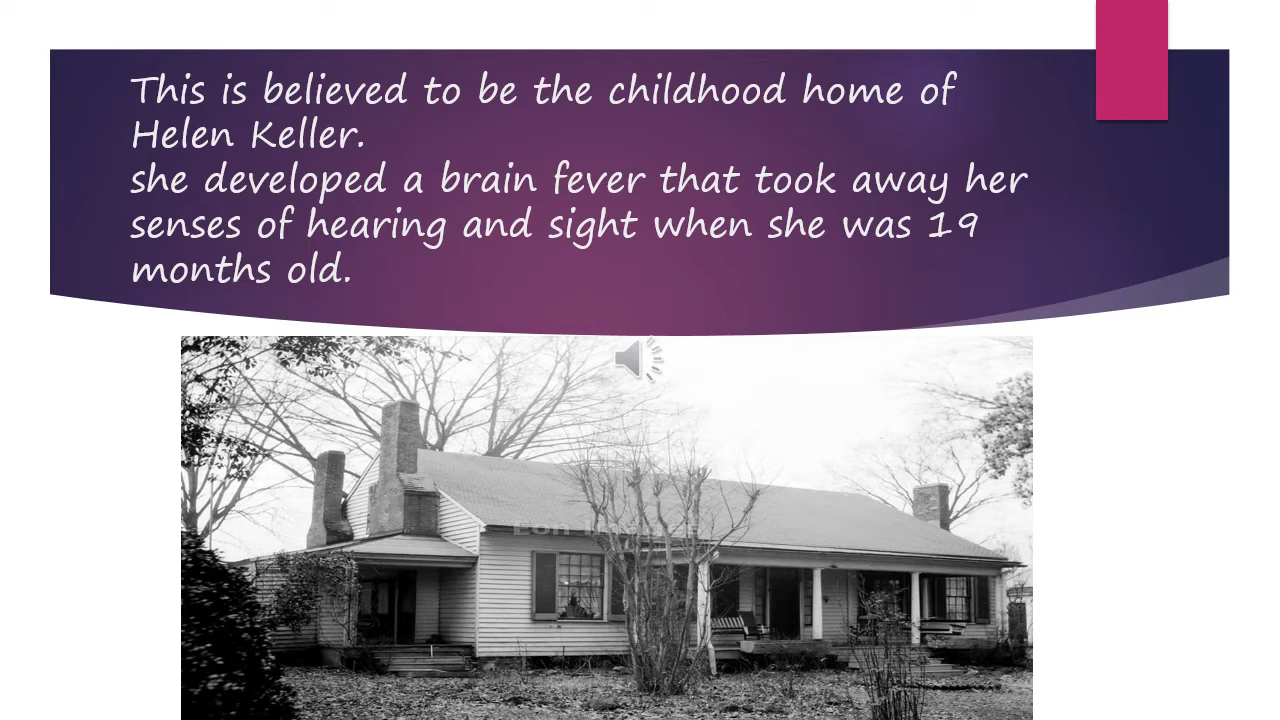 This is believed to be the childhood home of
Helen Keller.
she developed a brain fever that took away her
senses of hearing and sight when she was 19
months old.